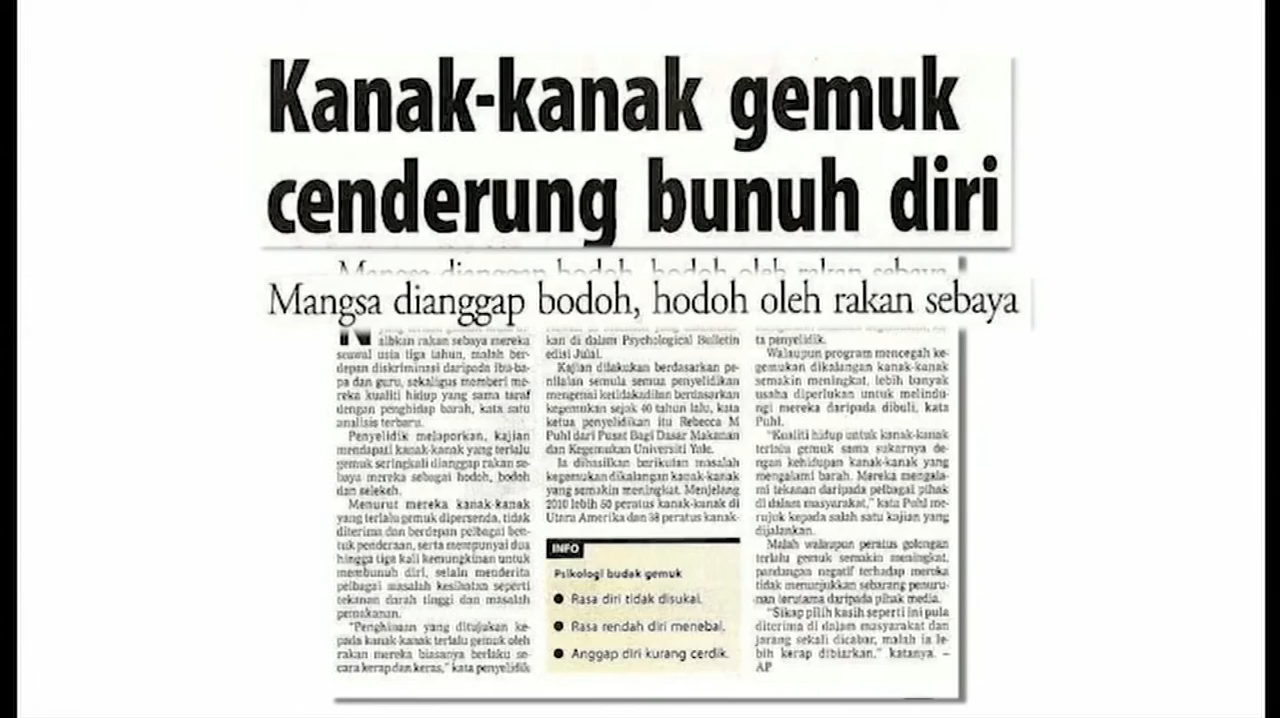 Kanak-kanak gemuk
cenderung bunuh diri
Mangsa dianggap bodoh, hodoh oleh rakan sebaya
Mangsa dianggap bodoh, hodoh oleh rakan sebaya
aibkan rakan sebaya mereka
seawal usia tiga tahun, malah ber-
depan diskriminasi daripada ibu-ba-
pa dan guru, sekaligus memberi me-
reka kualiti hidup yang sama taraf
dengan penghidap barah, kata satu
analisis terbaru.
Penyelidik melaporkan, kajian
mendapati kanak-kanak yang terlalu
gemuk seringkali dianggap rakan se-
baya mereka sebagai hodoh, bodoh
dan selekeh.
Menurut mereka kanak-kanak
yang terlalu gemuk dipersenda, tidak
diterima dan berdepan pelbagai ben-
tuk penderaan, serta mempunyai dua
hingga tiga kali kemungkinan untuk
membunuh diri, selain menderita
pelbagai masalah kesihatan seperti
tekanan darah tinggi dan masalah
pemakanan.
"Penghinaan yang ditujukan ke-
pada kanak-kanak terlalu gemuk oleh
rakan mereka biasanya berlaku se-
cara kerap dan keras," kata penyelidik
kan di dalam Psychological Bulletin
edisi Julai.
Kajian dilakukan berdasarkan pe-
nilaian semula semua penyelidikan
mengenai ketidakadilan berdasarkan
kegemukan sejak 40 tahun lalu, kata
ketua penyelidikan itu Rebecca M
Puhl dari Pusat Bagi Dasar Makanan
dan Kegemukan Universiti Yale.
Ia dihasilkan berikutan masalah
kegemukan dikalangan kanak-kanak
yang semakin meningkat. Menjelang
2010 lebih 50 peratus kanak-kanak di
Utara Amerika dan 38 peratus kanak-
INFO
Psikologi budak gemuk
● Rasa diri tidak disukai.
● Rasa rendah diri menebal.
● Anggap diri kurang cerdik.
ta penyelidik.
Walaupun program mencegah ke-
gemukan dikalangan kanak-kanak
semakin meningkat, lebih banyak
usaha diperlukan untuk melindu-
ngi mereka daripada dibuli, kata
Puhl.
"Kualiti hidup untuk kanak-kanak
terlalu gemuk sama sukarnya de-
ngan kehidupan kanak-kanak yang
mengalami barah. Mereka mengala-
mi tekanan daripada pelbagai pihak
di dalam masyarakat," kata Puhl me-
rujuk kepada salah satu kajian yang
dijalankan.
Malah walaupun peratus golongan
terlalu gemuk semakin meningkat,
pandangan negatif terhadap mereka
tidak menunjukkan sebarang penuru-
nan terutama daripada pihak media.
"Sikap pilih kasih seperti ini pula
diterima di dalam masyarakat dan
jarang sekali dicabar, malah ia le-
bih kerap dibiarkan," katanya. –
AP